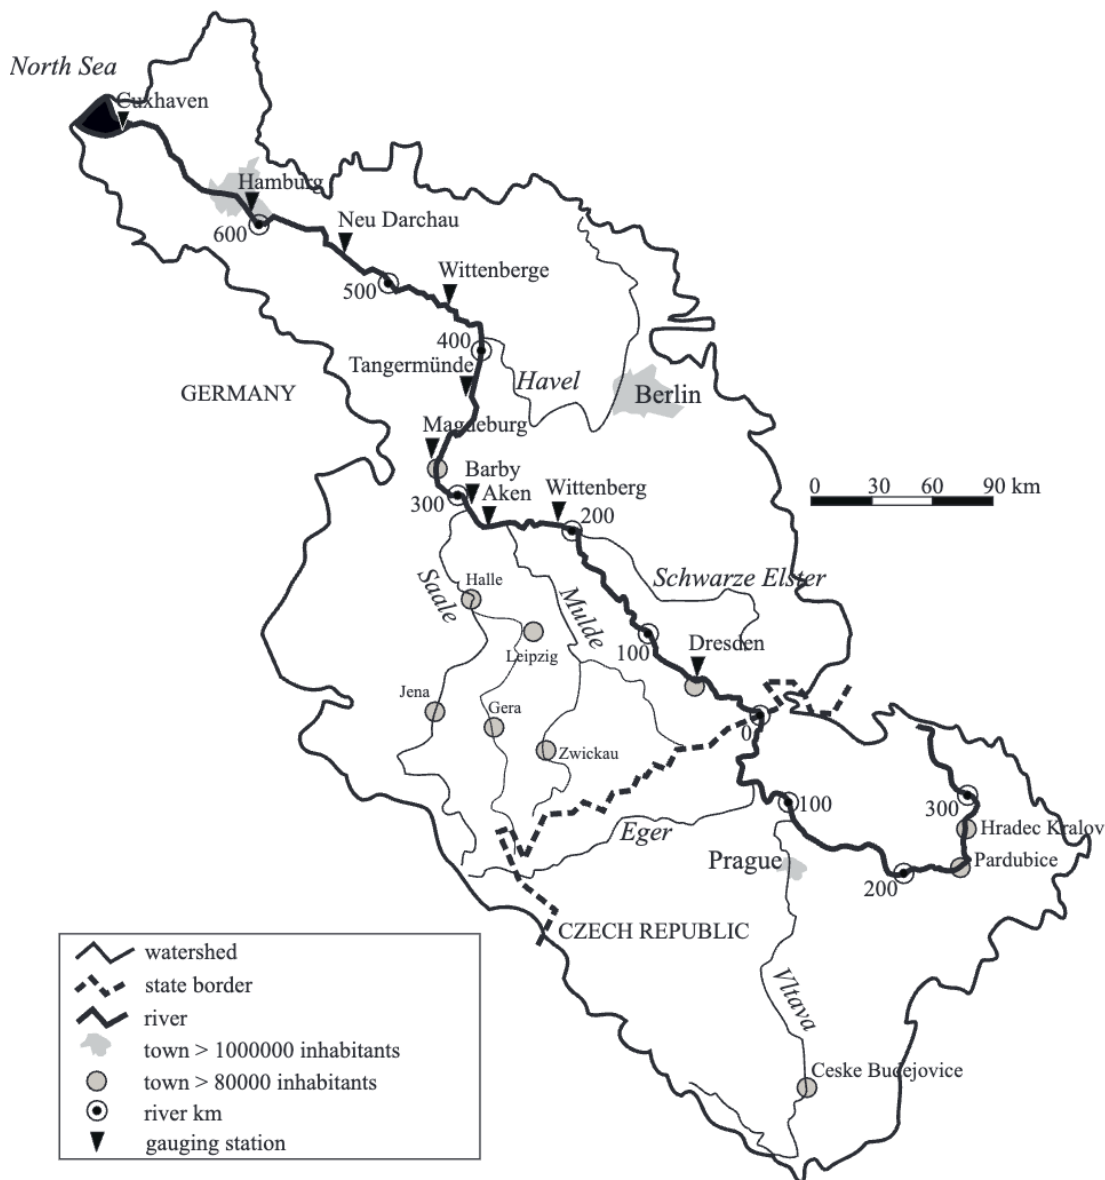 North Sea
Cuxhaven
Hamburg
600
Neu Darchau
500
Wittenberge
400
Tangermünde
Havel
GERMANY
Berlin
Magdeburg
Barby
300
Aken
Wittenberg
200
0 30 60 90 km
Saale
Halle
Mulde
Schwarze Elster
Leipzig
100
Dresden
Jena
Gera
Zwickau
0
100
300
Hradec Kralov
Eger
Prague
Pardubice
200
CZECH REPUBLIC
Vltava
Ceske Budejovice
watershed
state border
river
town > 1000000 inhabitants
town > 80000 inhabitants
river km
gauging station